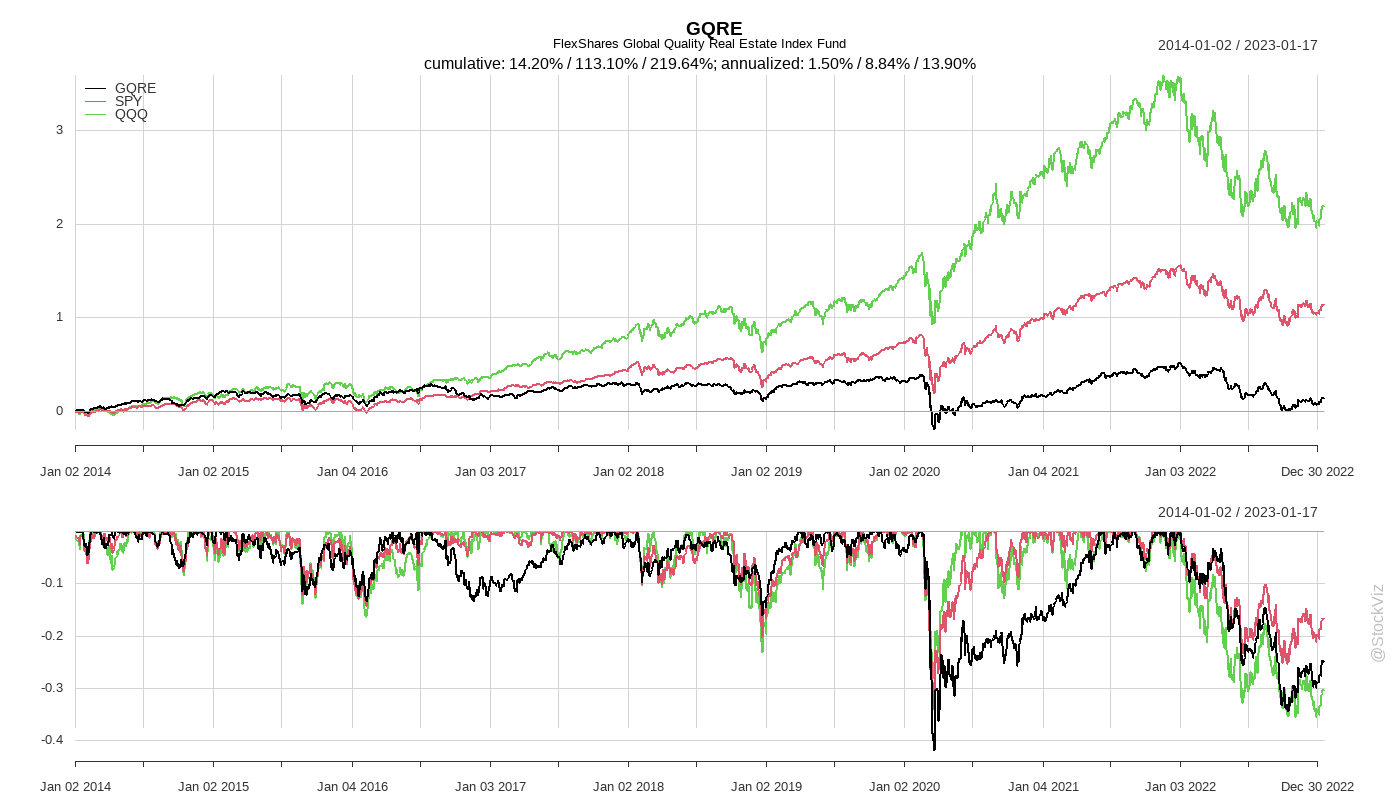 GQRE
FlexShares Global Quality Real Estate Index Fund
2014-01-02 / 2023-01-17
cumulative: 14.20% / 113.10% / 219.64%; annualized: 1.50% / 8.84% / 13.90%
GQRE
SPY
QQQ
3
2
1
0
Jan 02 2014 Jan 02 2015 Jan 04 2016 Jan 03 2017 Jan 02 2018 Jan 02 2019 Jan 02 2020 Jan 04 2021 Jan 03 2022 Dec 30 2022
2014-01-02 / 2023-01-17
-0.1
-0.2
-0.3
-0.4
Jan 02 2014 Jan 02 2015 Jan 04 2016 Jan 03 2017 Jan 02 2018 Jan 02 2019 Jan 02 2020 Jan 04 2021 Jan 03 2022 Dec 30 2022
@StockViz